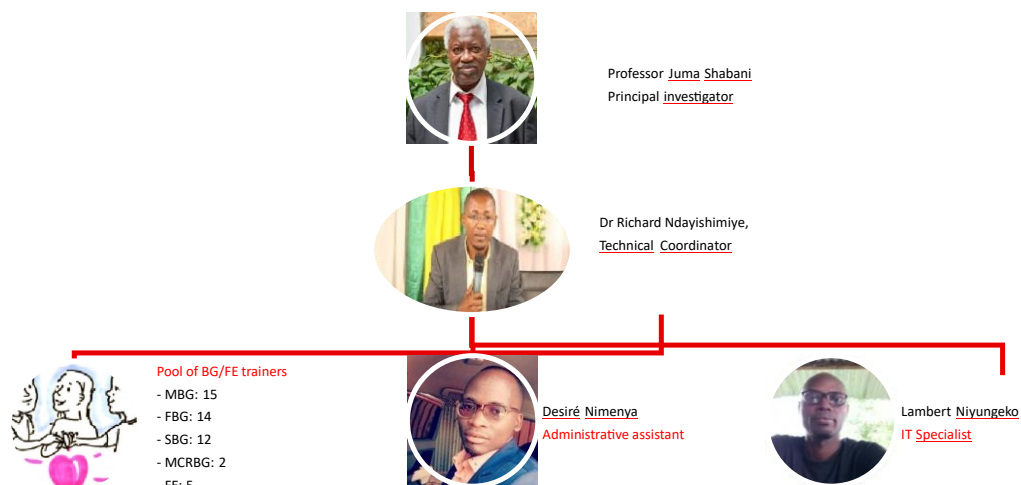 Professor Juma Shabani
Principal investigator
Dr Richard Ndayishimiye,
Technical Coordinator
Pool of BG/FE trainers
- MBG: 15
- FBG: 14
- SBG: 12
- MCRBG: 2
Desiré Nimenya
Administrative assistant
Lambert Niyungeko
IT Specialist